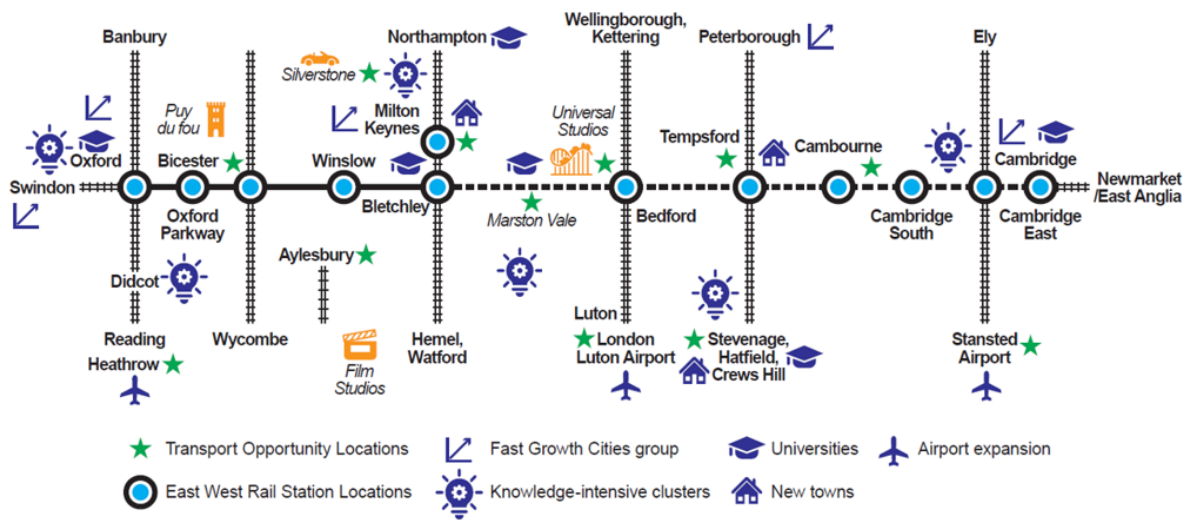 Banbury
Northampton
Wellingborough,
Kettering
Peterborough
Ely
Silverstone
Puy
du fou
Milton
Keynes
Universal
Studios
Tempsford
Cambourne
Oxford
Bicester
Winslow
Cambridge
Swindon
Newmarket
/East Anglia
Oxford
Parkway
Bletchley
Marston Vale
Bedford
Cambridge
South
Cambridge
East
Aylesbury
Didcot
Luton
Reading
Heathrow
Wycombe
Film
Studios
Hemel,
Watford
London
Luton Airport
Stevenage,
Hatfield,
Crews Hill
Stansted
Airport
Transport Opportunity Locations
Fast Growth Cities group
Universities
Airport expansion
East West Rail Station Locations
Knowledge-intensive clusters
New towns